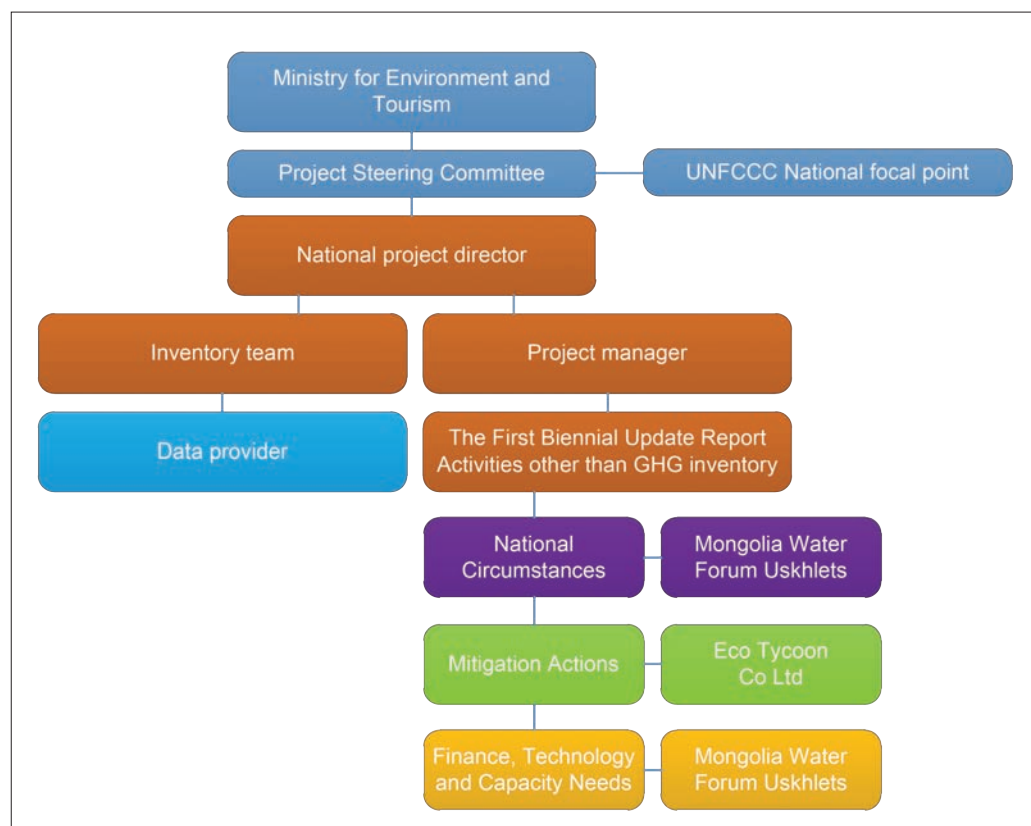 Ministry for Environment and
Tourism
Project Steering Committee
UNFCCC National focal point
National project director
Inventory team
Project manager
Data provider
The First Biennial Update Report
Activities other than GHG inventory
National
Circumstances
Mongolia Water
Forum Uskhlets
Mitigation Actions
Eco Tycoon
Co Ltd
Finance, Technology
and Capacity Needs
Mongolia Water
Forum Uskhlets